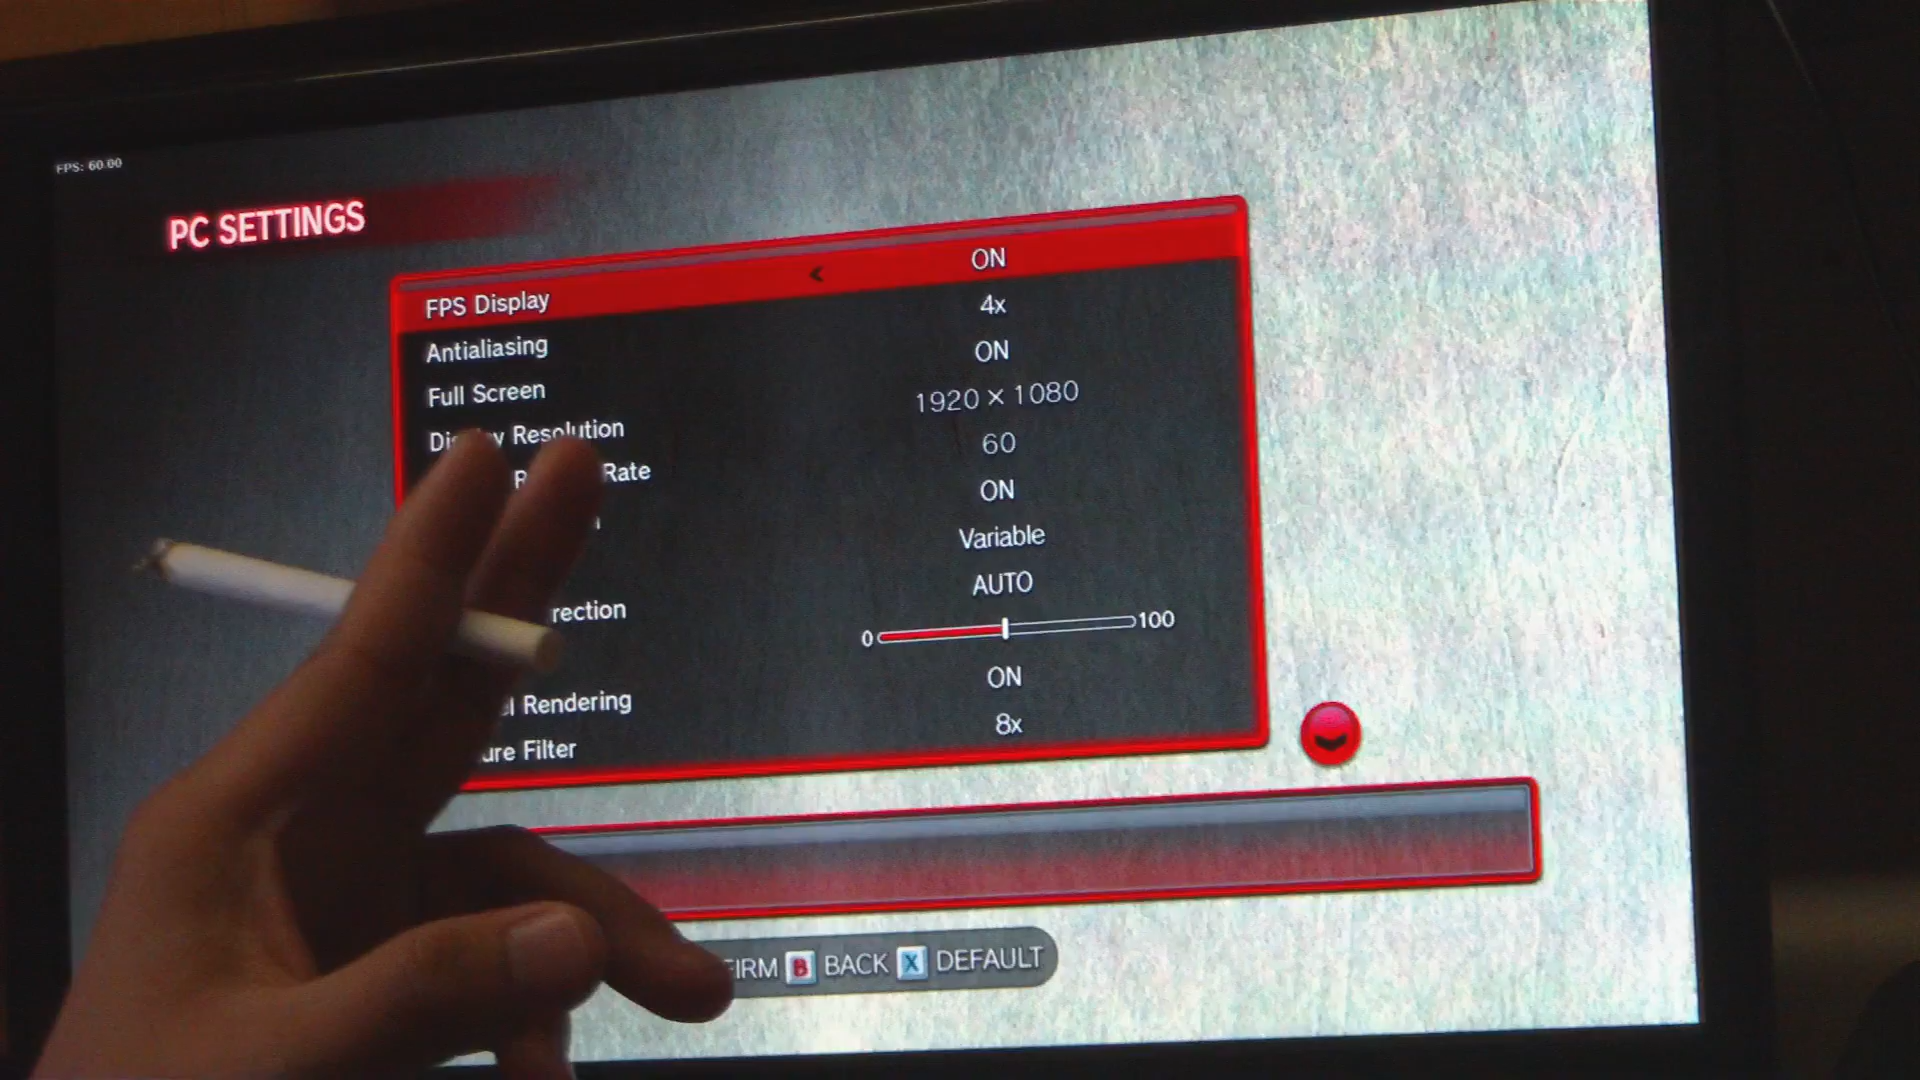 FPS: 60.00
PC SETTINGS
FPS Display < ON
Antialiasing 4x
Full Screen ON
Resolution 1920 × 1080
Rate 60
ON
Variable
rection AUTO
0 100
Rendering ON
ure Filter 8x
FIRM B BACK X DEFAULT